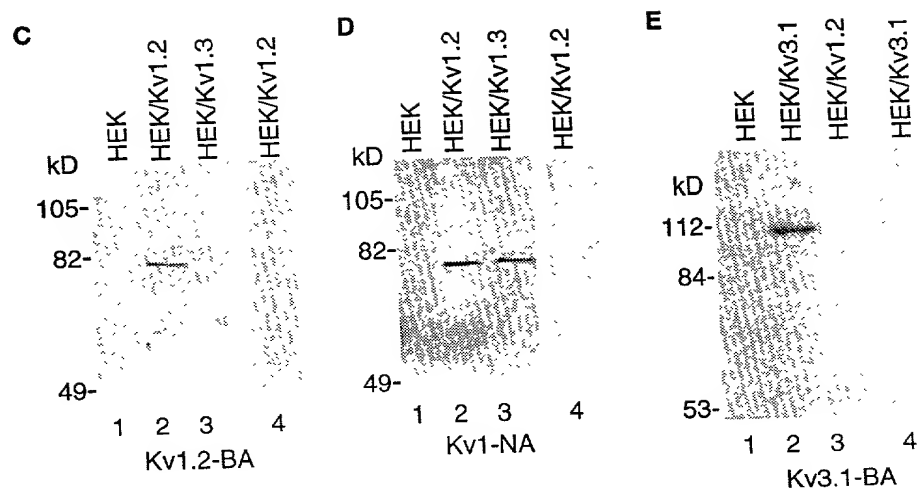 C
HEK
HEK/Kv1.2
HEK/Kv1.3
HEK/Kv1.2
kD
105-
82-
49-
1 2 3 4
Kv1.2-BA
D
HEK
HEK/Kv1.2
HEK/Kv1.3
HEK/Kv1.2
kD
105-
82-
49-
1 2 3 4
Kv1-NA
E
HEK
HEK/Kv3.1
HEK/Kv1.2
HEK/Kv3.1
kD
112-
84-
53-
1 2 3 4
Kv3.1-BA